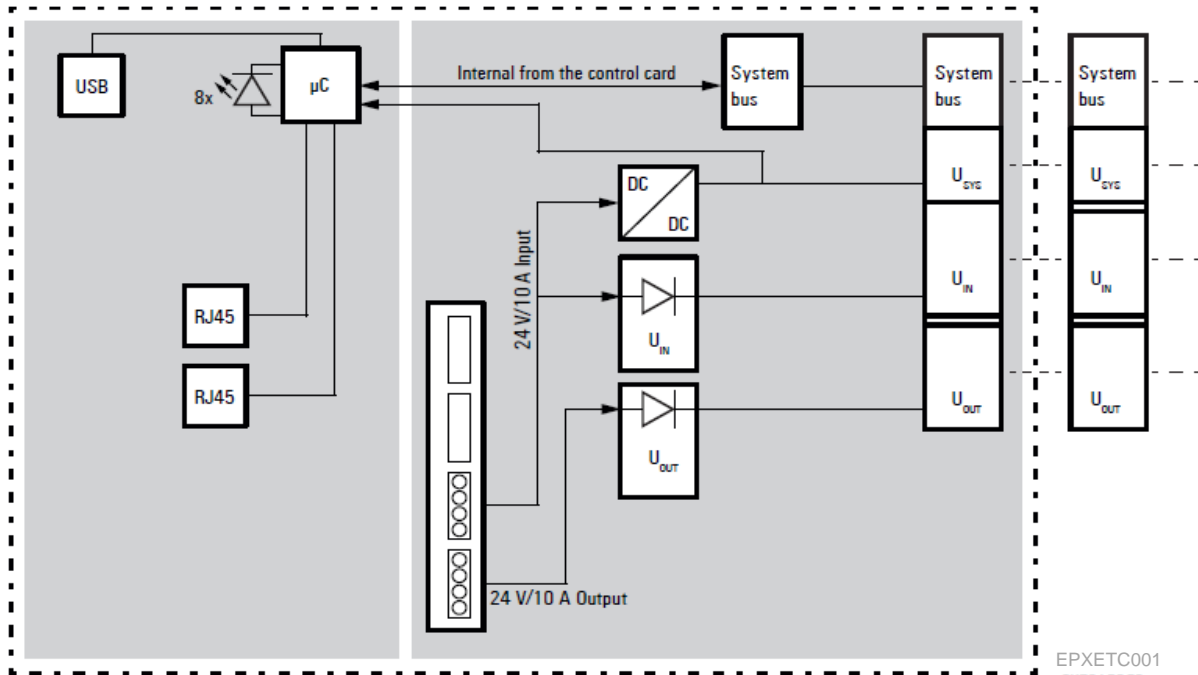 USB
8x
µC
Internal from the control card
System
bus
System
bus
System
bus
DC
DC
U_SYS
U_SYS
24 V/10 A Input
RJ45
RJ45
U_IN
U_IN
U_IN
U_OUT
U_OUT
U_OUT
24 V/10 A Output
EPXETC001